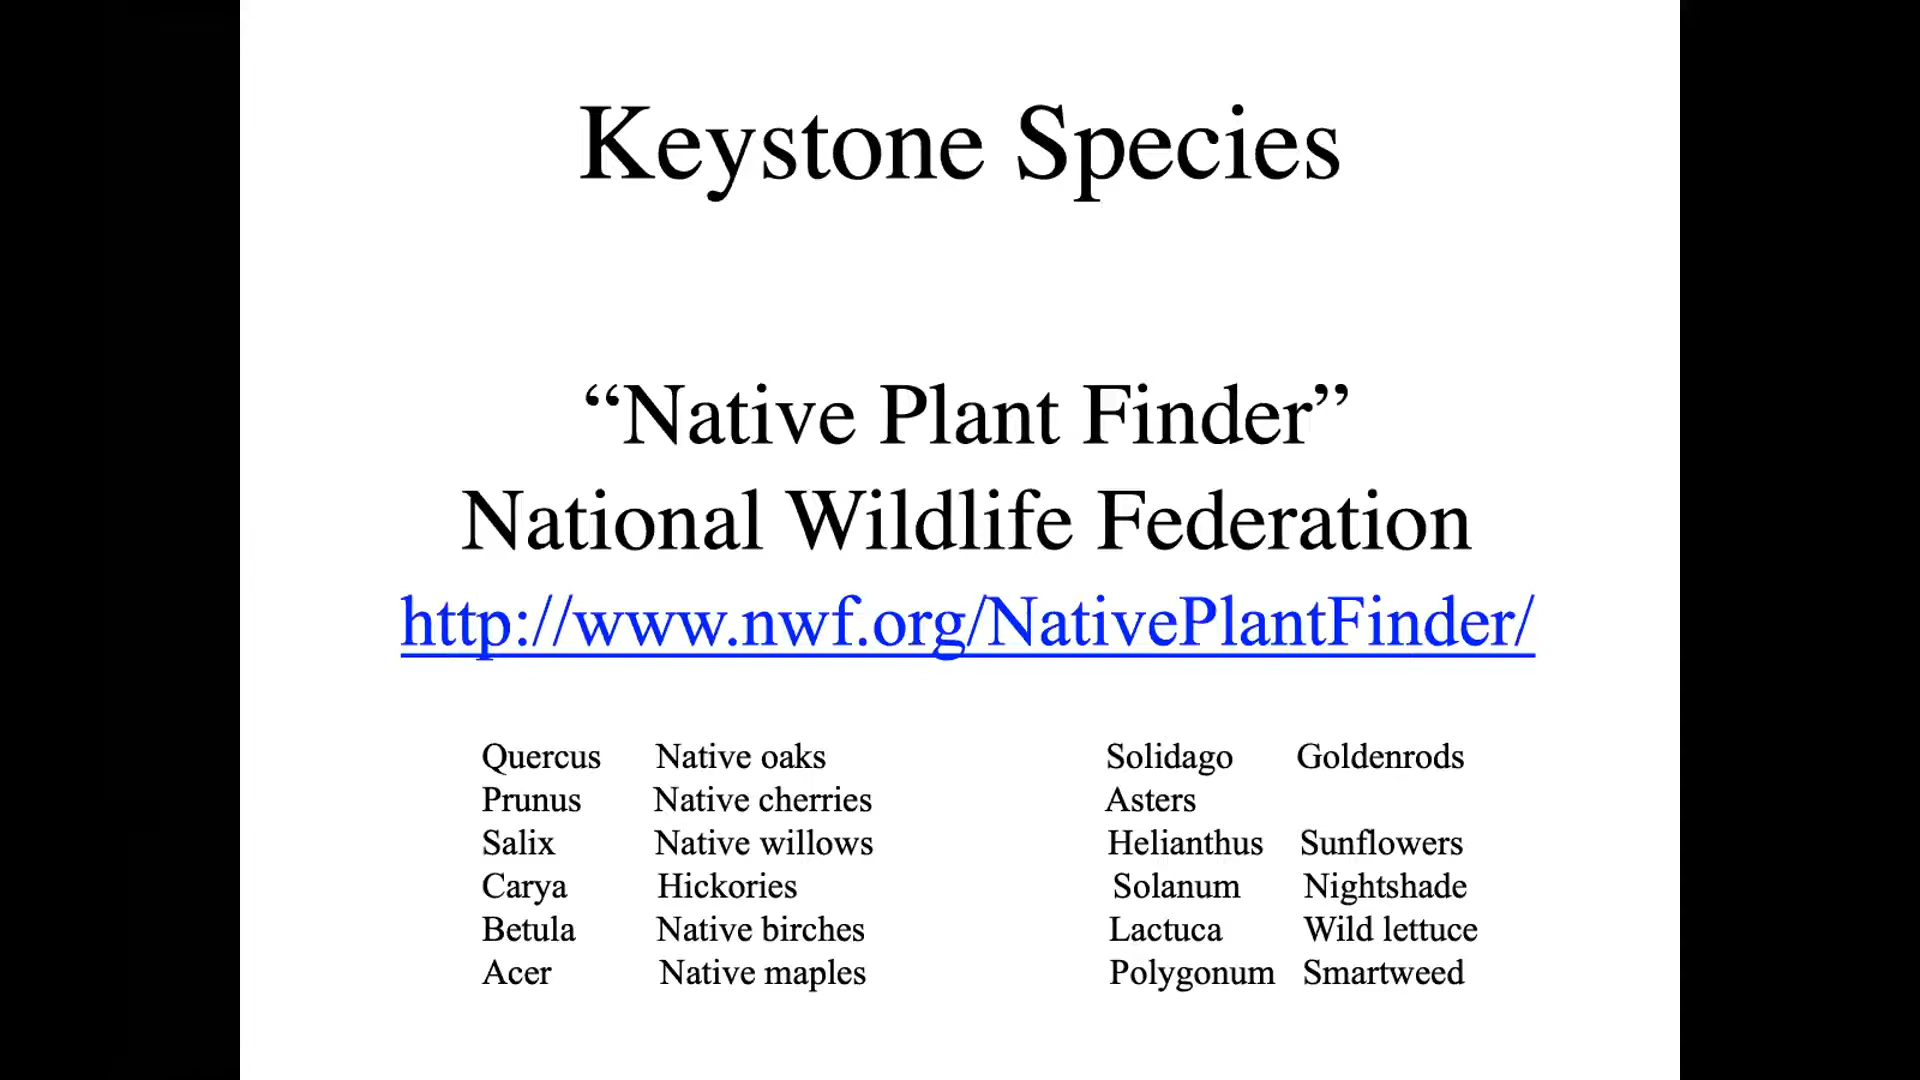 Keystone Species
“Native Plant Finder”
National Wildlife Federation
http://www.nwf.org/NativePlantFinder/
Quercus Native oaks
Prunus Native cherries
Salix Native willows
Carya Hickories
Betula Native birches
Acer Native maples
Solidago Goldenrods
Asters
Helianthus Sunflowers
Solanum Nightshade
Lactuca Wild lettuce
Polygonum Smartweed